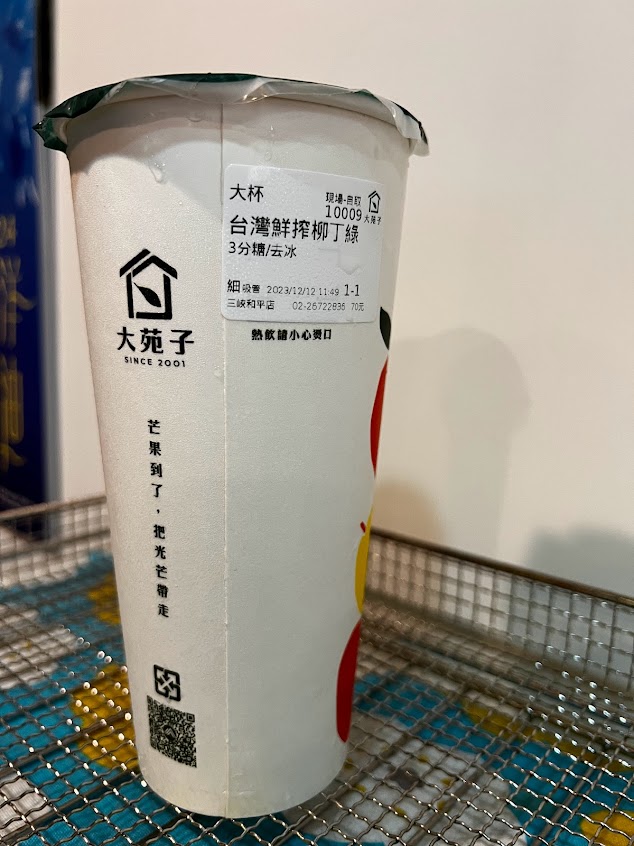 大杯
現場-自取
10009
大苑子
台灣鮮搾柳丁綠
3分糖/去冰
細吸管 2023/12/12 11:49 1-1
三峽和平店 02-26722836 70元
熱飲請小心燙口
大苑子
SINCE 2001
芒果到了，把光芒帶走